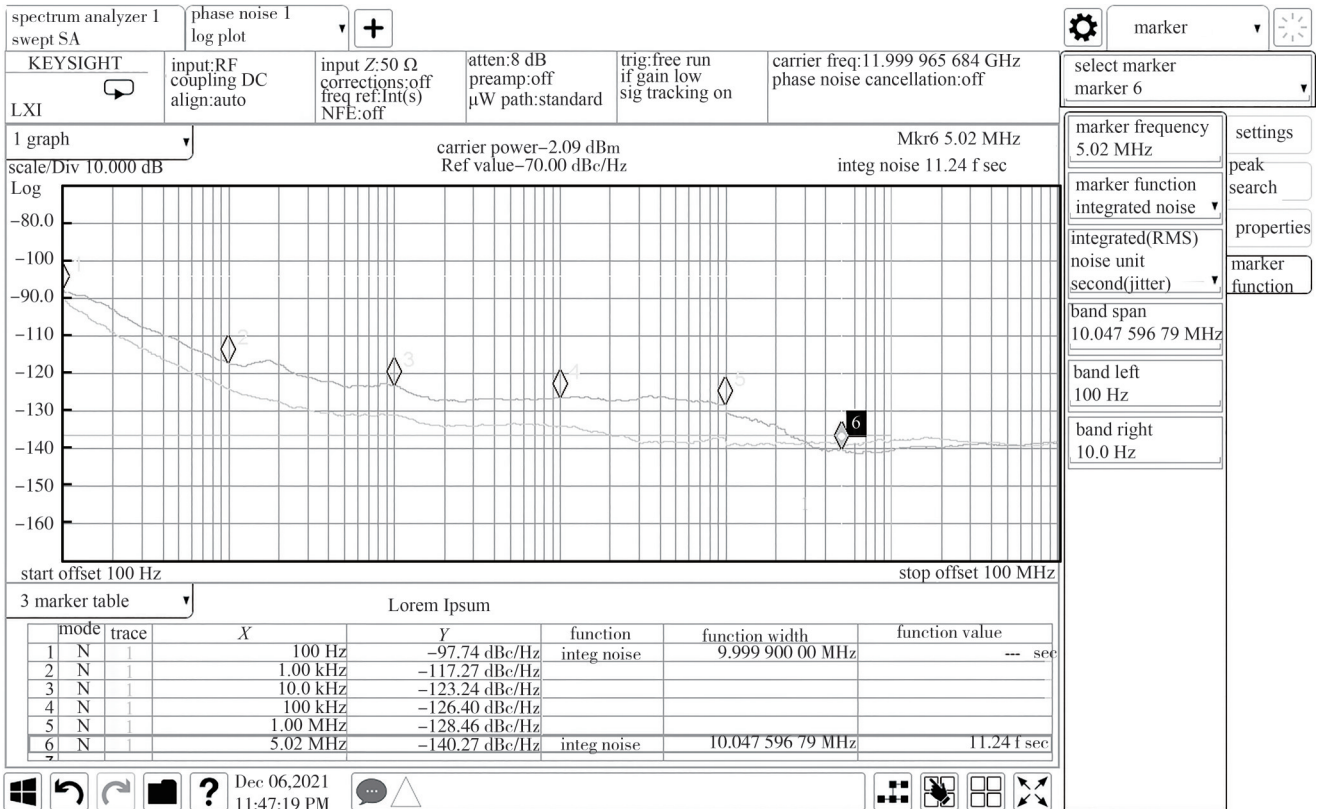 spectrum analyzer 1
swept SA
phase noise 1
log plot
marker
KEYSIGHT
LXI
input:RF
coupling DC
align:auto
input Z:50 Ω
corrections:off
freq ref:Int(s)
NFE:off
atten:8 dB
preamp:off
μW path:standard
trig:free run
if gain low
sig tracking on
carrier freq:11.999 965 684 GHz
phase noise cancellation:off
select marker
marker 6
1 graph
carrier power−2.09 dBm
Mkr6 5.02 MHz
scale/Div 10.000 dB
Ref value−70.00 dBc/Hz
integ noise 11.24 f sec
Log
−80.0
−100
−90.0
−110
−120
−130
−140
−150
−160
1
2
3
4
5
6
start offset 100 Hz
stop offset 100 MHz
marker frequency
5.02 MHz
marker function
integrated noise
integrated(RMS)
noise unit
second(jitter)
band span
10.047 596 79 MHz
band left
100 Hz
band right
10.0 Hz
settings
peak
search
properties
marker
function
3 marker table
Lorem Ipsum
mode trace X Y function function width function value
1 N 1 100 Hz −97.74 dBc/Hz integ noise 9.999 900 00 MHz --- sec
2 N 1 1.00 kHz −117.27 dBc/Hz
3 N 1 10.0 kHz −123.24 dBc/Hz
4 N 1 100 kHz −126.40 dBc/Hz
5 N 1 1.00 MHz −128.46 dBc/Hz
6 N 1 5.02 MHz −140.27 dBc/Hz integ noise 10.047 596 79 MHz 11.24 f sec
Dec 06,2021
11:47:19 PM